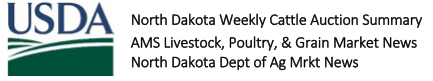 USDA
North Dakota Weekly Cattle Auction Summary
AMS Livestock, Poultry, & Grain Market News
North Dakota Dept of Ag Mrkt News